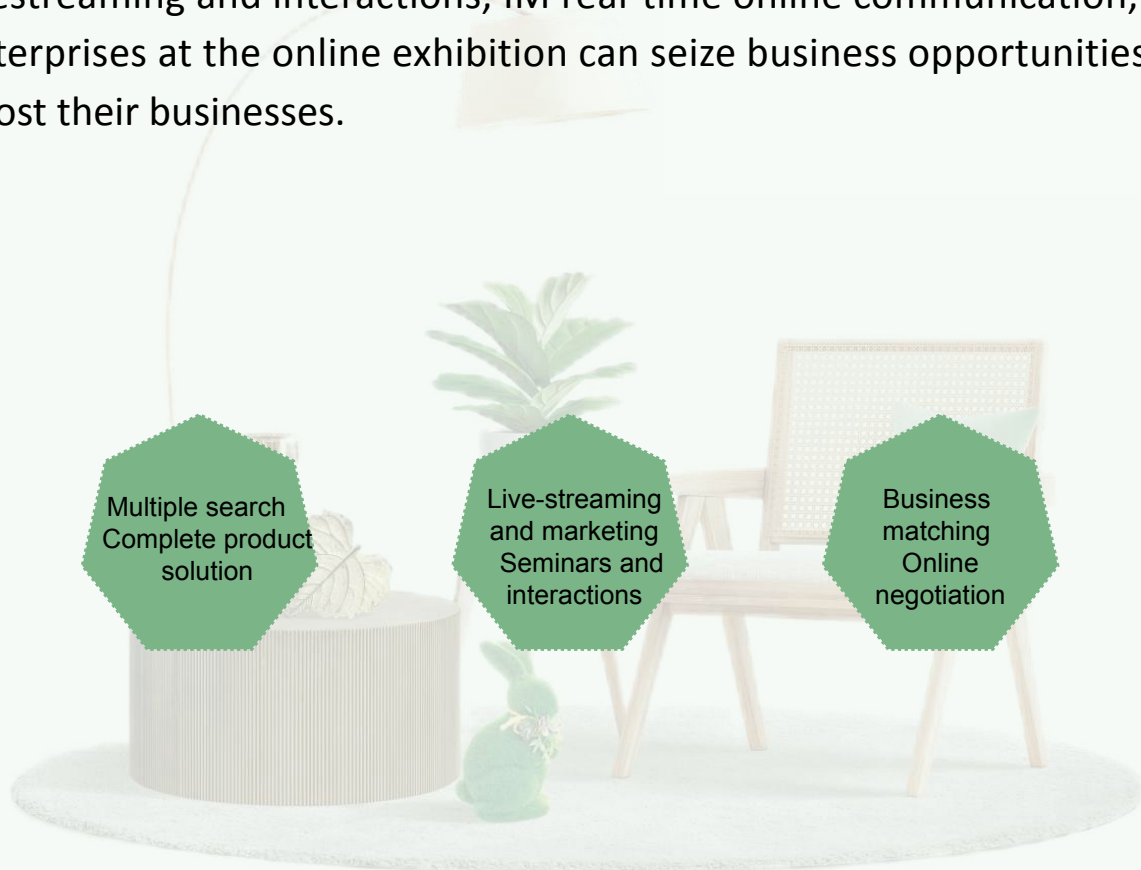 estreaming and interactions, IM real-time online communication,
terprises at the online exhibition can seize business opportunities
ost their businesses.
Multiple search
Complete product
solution
Live-streaming
and marketing
Seminars and
interactions
Business
matching
Online
negotiation